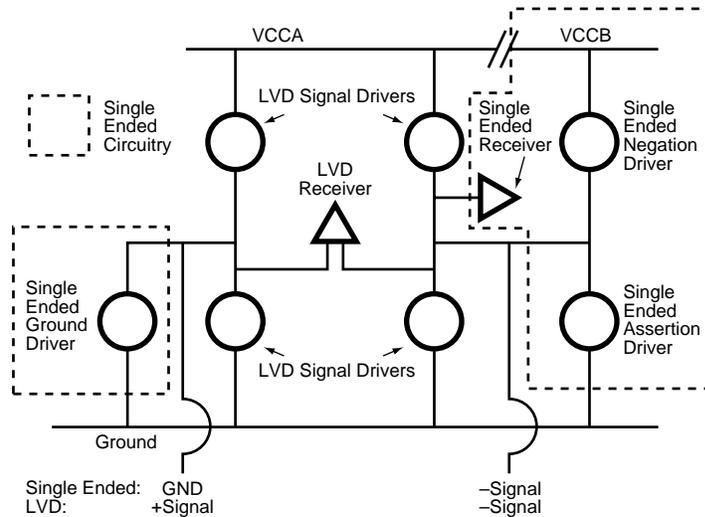 VCCA
VCCB
LVD Signal Drivers
Single
Ended
Circuitry
Single
Ended
Receiver
Single
Ended
Negation
Driver
LVD
Receiver
Single
Ended
Ground
Driver
Single
Ended
Assertion
Driver
LVD Signal Drivers
Ground
Single Ended: GND –Signal
LVD: +Signal –Signal